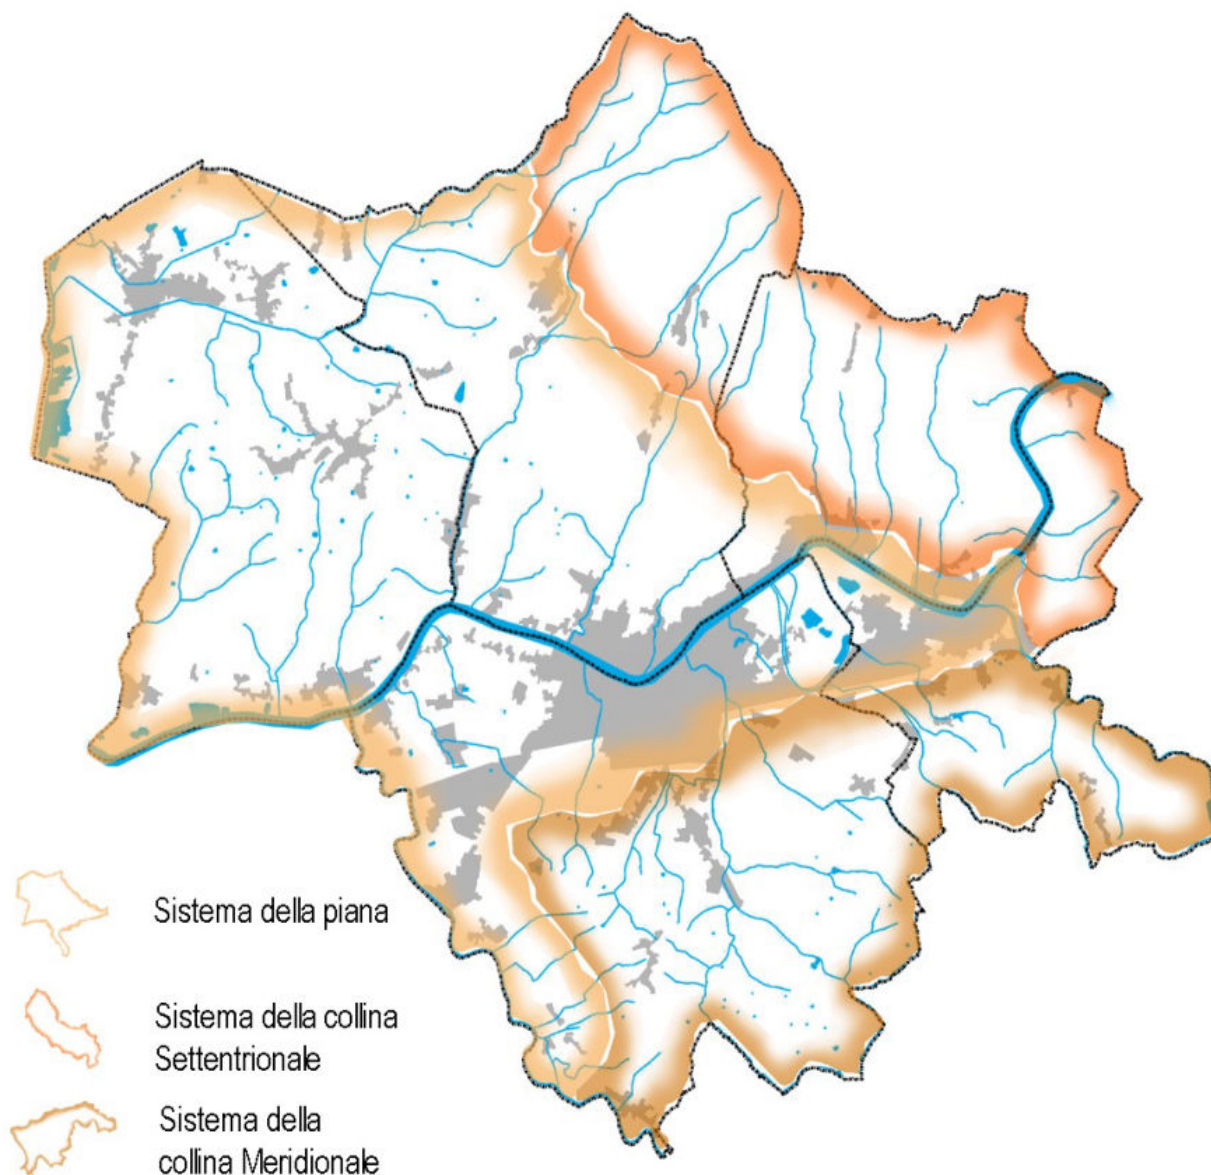 Sistema della piana
Sistema della collina
Settentrionale
Sistema della
collina Meridionale